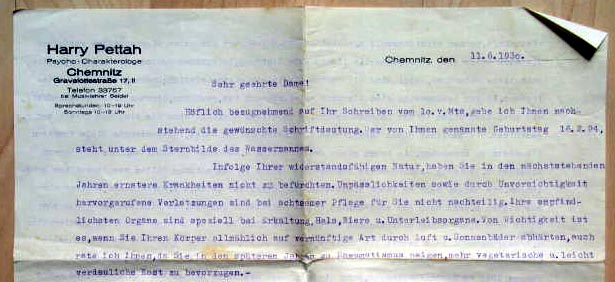 Harry Pettah
Psycho-Charakterologe
Chemnitz
Gravelottestraße 17, II
Telefon 33767
bei Musiklehrer Seidel
Sprechstunden: 10–19 Uhr
Sonntags 10–18 Uhr
Chemnitz, den 11.6.1930.
Sehr geehrte Dame!
Höflich bezugnehmend auf Ihr Schreiben vom 1o.v.Mts, gebe ich Ihnen nach-
stehend die gewünschte Schriftdeutung. Der von Ihnen genannte Geburtstag 16.2.94,
steht unter dem Sternbilde des Wassermannes.
Infolge Ihrer widerstandsfähigen Natur, haben Sie in den nächststehenden
Jahren ernstere Krankheiten nicht zu befürchten. Unpässlichkeiten sowie durch Unvorsichtigkeit
hervorgerufene Verletzungen sind bei achtsamer Pflege für Sie nicht nachteilig. Ihre empfind-
lichsten Organe sind speziell bei Erkältung, Hals, Niere u. Unterleibsorgane. Von Wichtigkeit ist
es, wenn Sie Ihren Körper allmählich auf vernünftige Art durch Luft u. Sonnenbäder abhärten, auch
rate ich Ihnen, da Sie in den späteren Jahren zu Rheumatismus neigen, mehr vegetarische u. leicht
verdauliche Kost zu bevorzugen.-